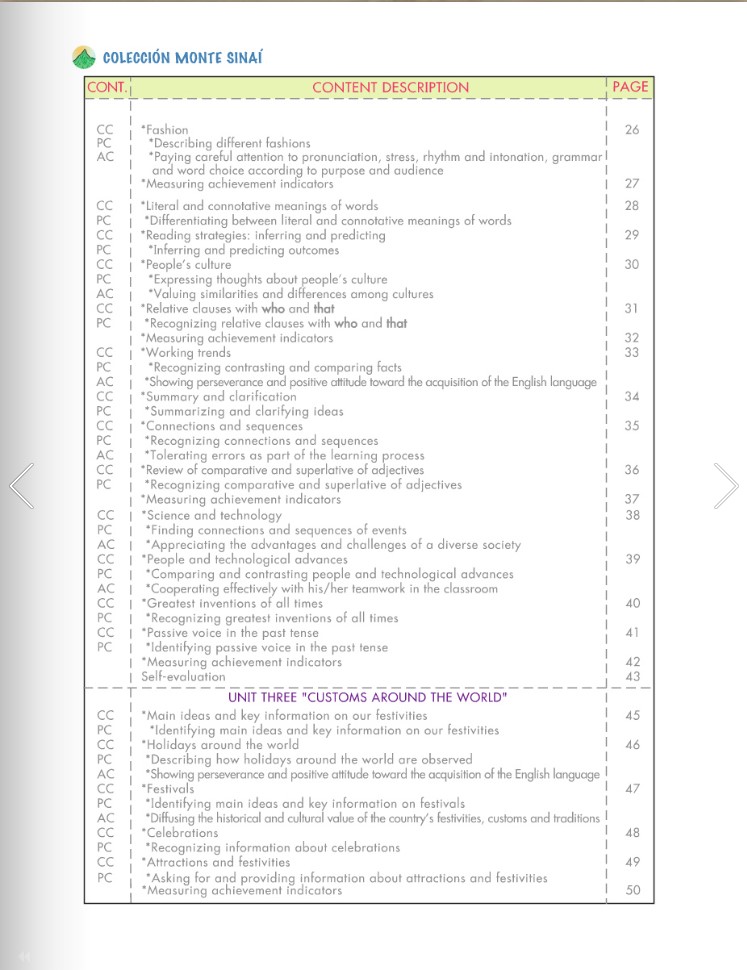 COLECCIÓN MONTE SINAÍ
CONT. CONTENT DESCRIPTION PAGE
CC *Fashion 26
PC *Describing different fashions
AC *Paying careful attention to pronunciation, stress, rhythm and intonation, grammar
and word choice according to purpose and audience
*Measuring achievement indicators 27
CC *Literal and connotative meanings of words 28
PC *Differentiating between literal and connotative meanings of words
CC *Reading strategies: inferring and predicting 29
PC *Inferring and predicting outcomes
CC *People's culture 30
PC *Expressing thoughts about people's culture
AC *Valuing similarities and differences among cultures
CC *Relative clauses with who and that 31
PC *Recognizing relative clauses with who and that
*Measuring achievement indicators 32
CC *Working trends 33
PC *Recognizing contrasting and comparing facts
AC *Showing perseverance and positive attitude toward the acquisition of the English language
CC *Summary and clarification 34
PC *Summarizing and clarifying ideas
CC *Connections and sequences 35
PC *Recognizing connections and sequences
AC *Tolerating errors as part of the learning process
CC *Review of comparative and superlative of adjectives 36
PC *Recognizing comparative and superlative of adjectives
*Measuring achievement indicators 37
CC *Science and technology 38
PC *Finding connections and sequences of events
AC *Appreciating the advantages and challenges of a diverse society
CC *People and technological advances 39
PC *Comparing and contrasting people and technological advances
AC *Cooperating effectively with his/her teamwork in the classroom
CC *Greatest inventions of all times 40
PC *Recognizing greatest inventions of all times
CC *Passive voice in the past tense 41
PC *Identifying passive voice in the past tense
*Measuring achievement indicators 42
Self-evaluation 43
UNIT THREE "CUSTOMS AROUND THE WORLD"
CC *Main ideas and key information on our festivities 45
PC *Identifying main ideas and key information on our festivities
CC *Holidays around the world 46
PC *Describing how holidays around the world are observed
AC *Showing perseverance and positive attitude toward the acquisition of the English language
CC *Festivals 47
PC *Identifying main ideas and key information on festivals
AC *Diffusing the historical and cultural value of the country's festivities, customs and traditions
CC *Celebrations 48
PC *Recognizing information about celebrations
CC *Attractions and festivities 49
PC *Asking for and providing information about attractions and festivities
*Measuring achievement indicators 50